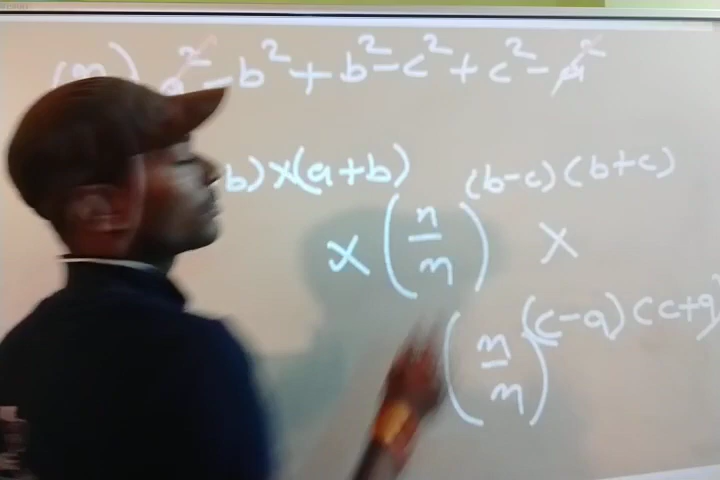 a² - b² + b² - c² + c² - a²
b) × (a + b) (b - c) (b + c)
× (n/m) ×
(c - a) (c + a)
(n/m)